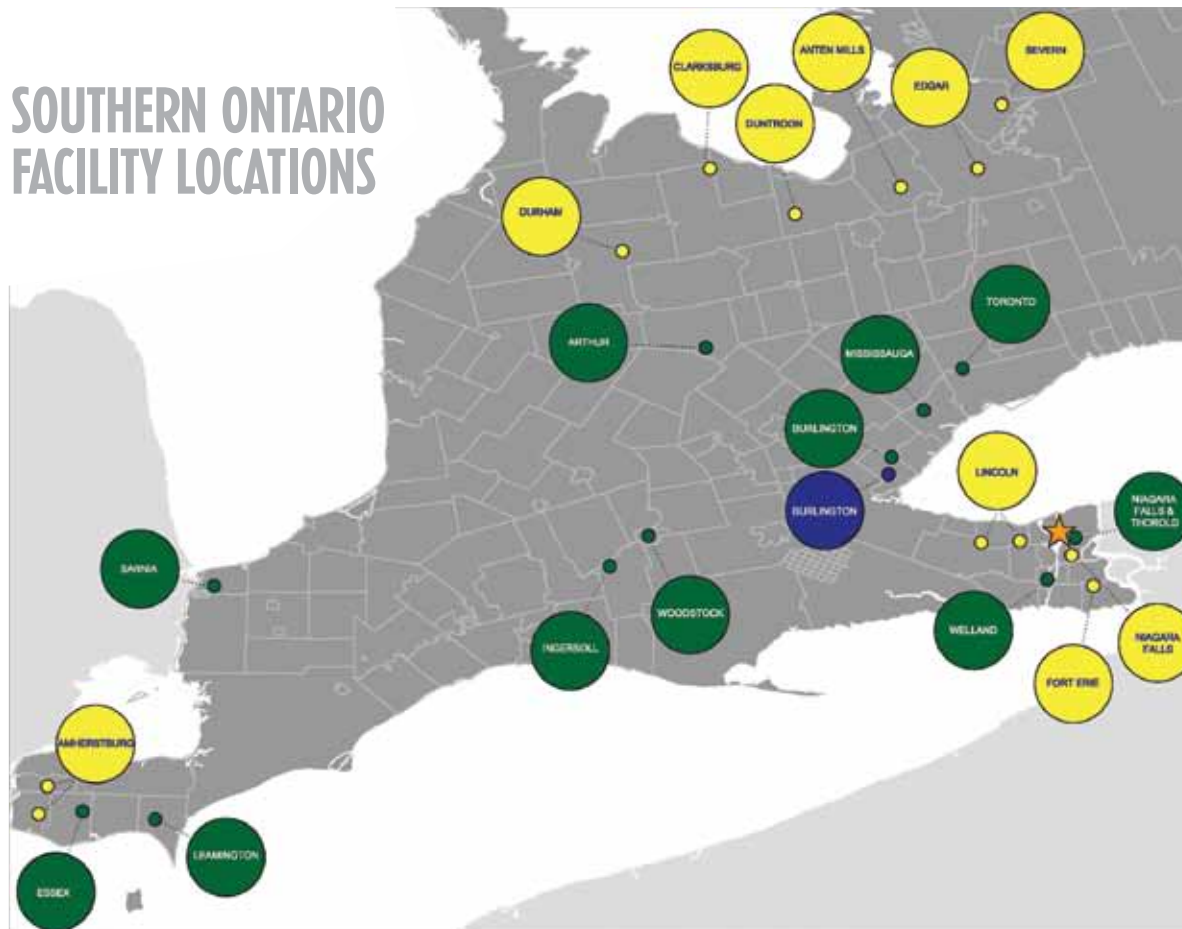 SOUTHERN ONTARIO
FACILITY LOCATIONS
CLARKSBURG
ANTEN MILLS
SEVERN
EDGAR
DUNTROON
DURHAM
TORONTO
ARTHUR
MISSISSAUGA
BURLINGTON
LINCOLN
BURLINGTON
NIAGARA
FALLS &
THOROLD
SARNIA
WOODSTOCK
WELLAND
INGERSOLL
NIAGARA
FALLS
FORT ERIE
AMHERSTBURG
LEAMINGTON
ESSEX